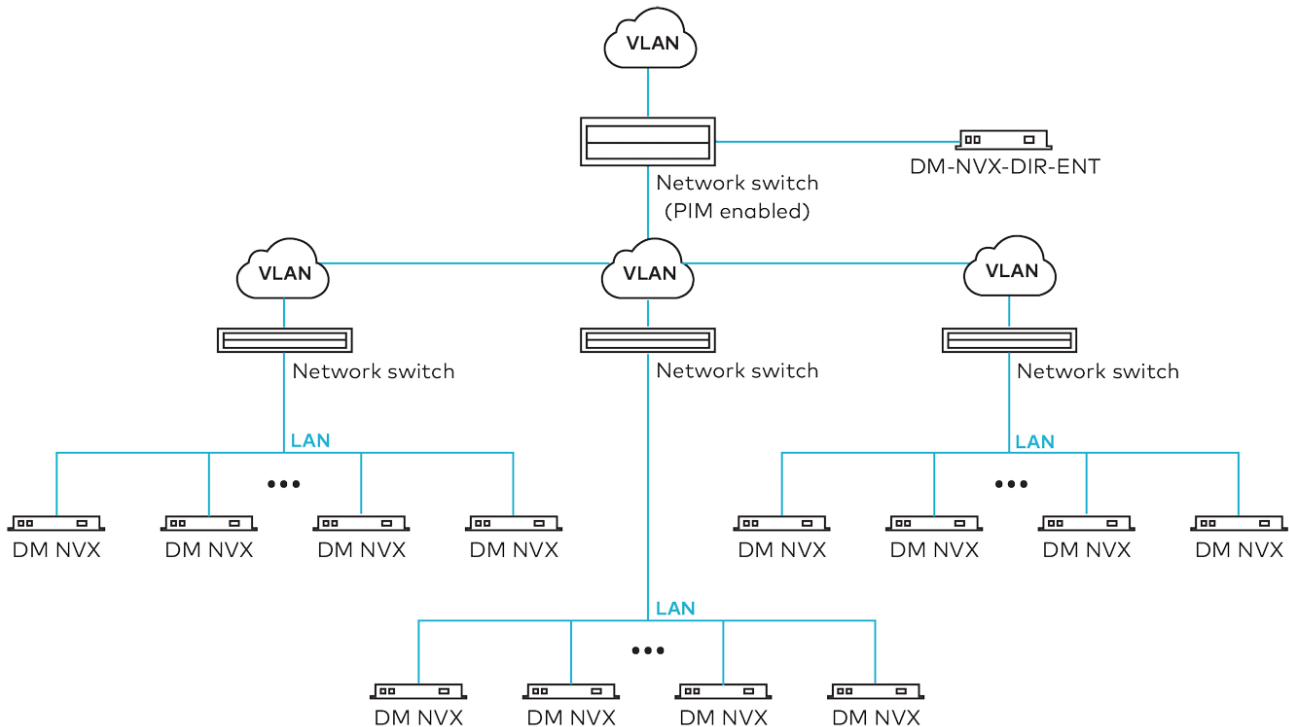 VLAN
DM-NVX-DIR-ENT
Network switch
(PIM enabled)
VLAN
VLAN
VLAN
Network switch
Network switch
Network switch
LAN
LAN
•••
•••
DM NVX
DM NVX
DM NVX
DM NVX
DM NVX
DM NVX
DM NVX
DM NVX
LAN
•••
DM NVX
DM NVX
DM NVX
DM NVX